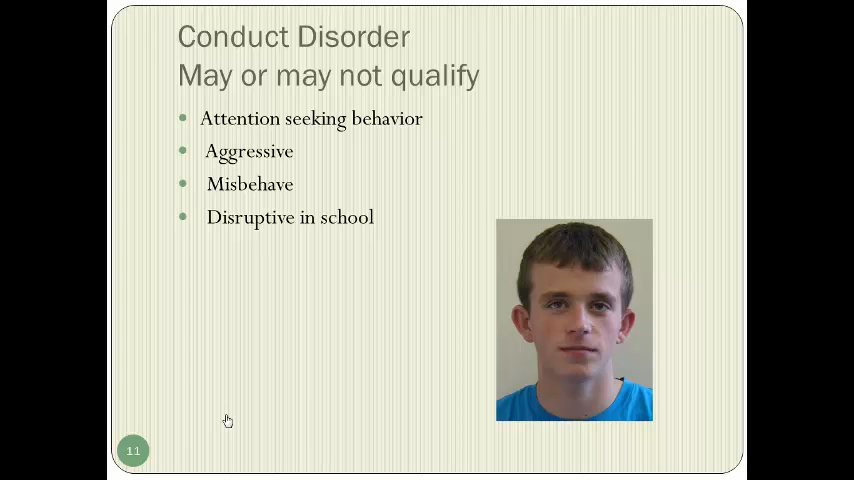 Conduct Disorder
May or may not qualify
Attention seeking behavior
Aggressive
Misbehave
Disruptive in school
11